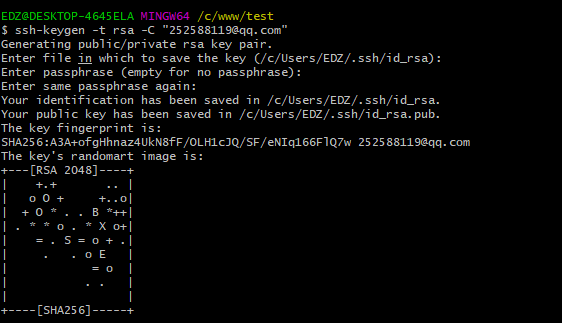 EDZ@DESKTOP-4645ELA MINGW64 /c/www/test
$ ssh-keygen -t rsa -C "252588119@qq.com"
Generating public/private rsa key pair.
Enter file in which to save the key (/c/Users/EDZ/.ssh/id_rsa):
Enter passphrase (empty for no passphrase):
Enter same passphrase again:
Your identification has been saved in /c/Users/EDZ/.ssh/id_rsa.
Your public key has been saved in /c/Users/EDZ/.ssh/id_rsa.pub.
The key fingerprint is:
SHA256:A3A+ofgHhnaz4UkN8fF/OLH1cJQ/SF/eNIq166FlQ7w 252588119@qq.com
The key's randomart image is:
+---[RSA 2048]----+
|    +.+       .. |
|   o O +     +..o|
|  + O * . . B *++|
| . * * o . * X o+|
|    = . S = o + .|
|     .   . o E   |
|            = o  |
|           . .   |
|                 |
+----[SHA256]-----+